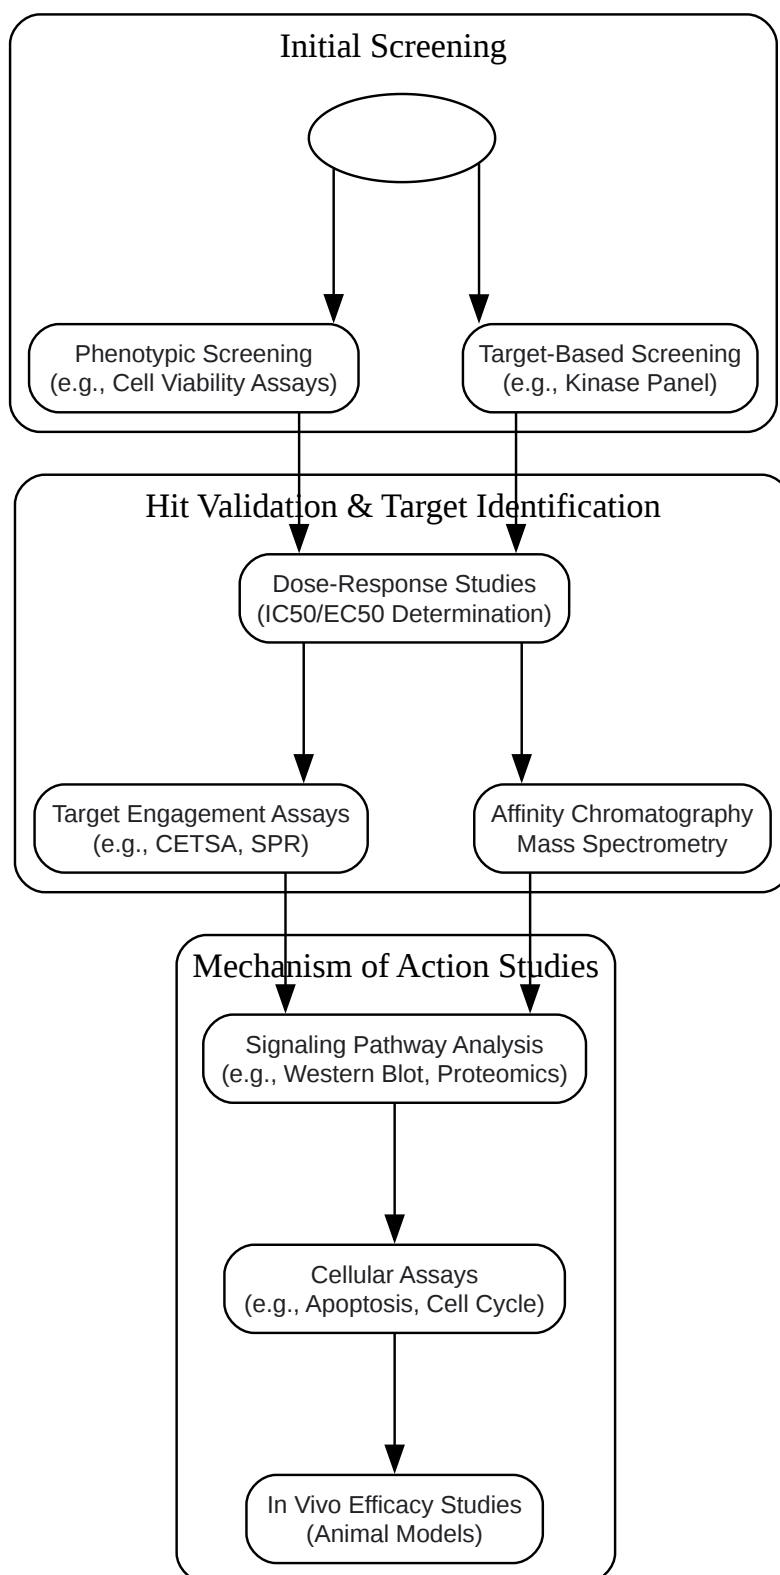 Initial Screening
Phenotypic Screening
(e.g., Cell Viability Assays)
Target-Based Screening
(e.g., Kinase Panel)
Hit Validation & Target Identification
Dose-Response Studies
(IC50/EC50 Determination)
Target Engagement Assays
(e.g., CETSA, SPR)
Affinity Chromatography
Mass Spectrometry
Mechanism of Action Studies
Signaling Pathway Analysis
(e.g., Western Blot, Proteomics)
Cellular Assays
(e.g., Apoptosis, Cell Cycle)
In Vivo Efficacy Studies
(Animal Models)